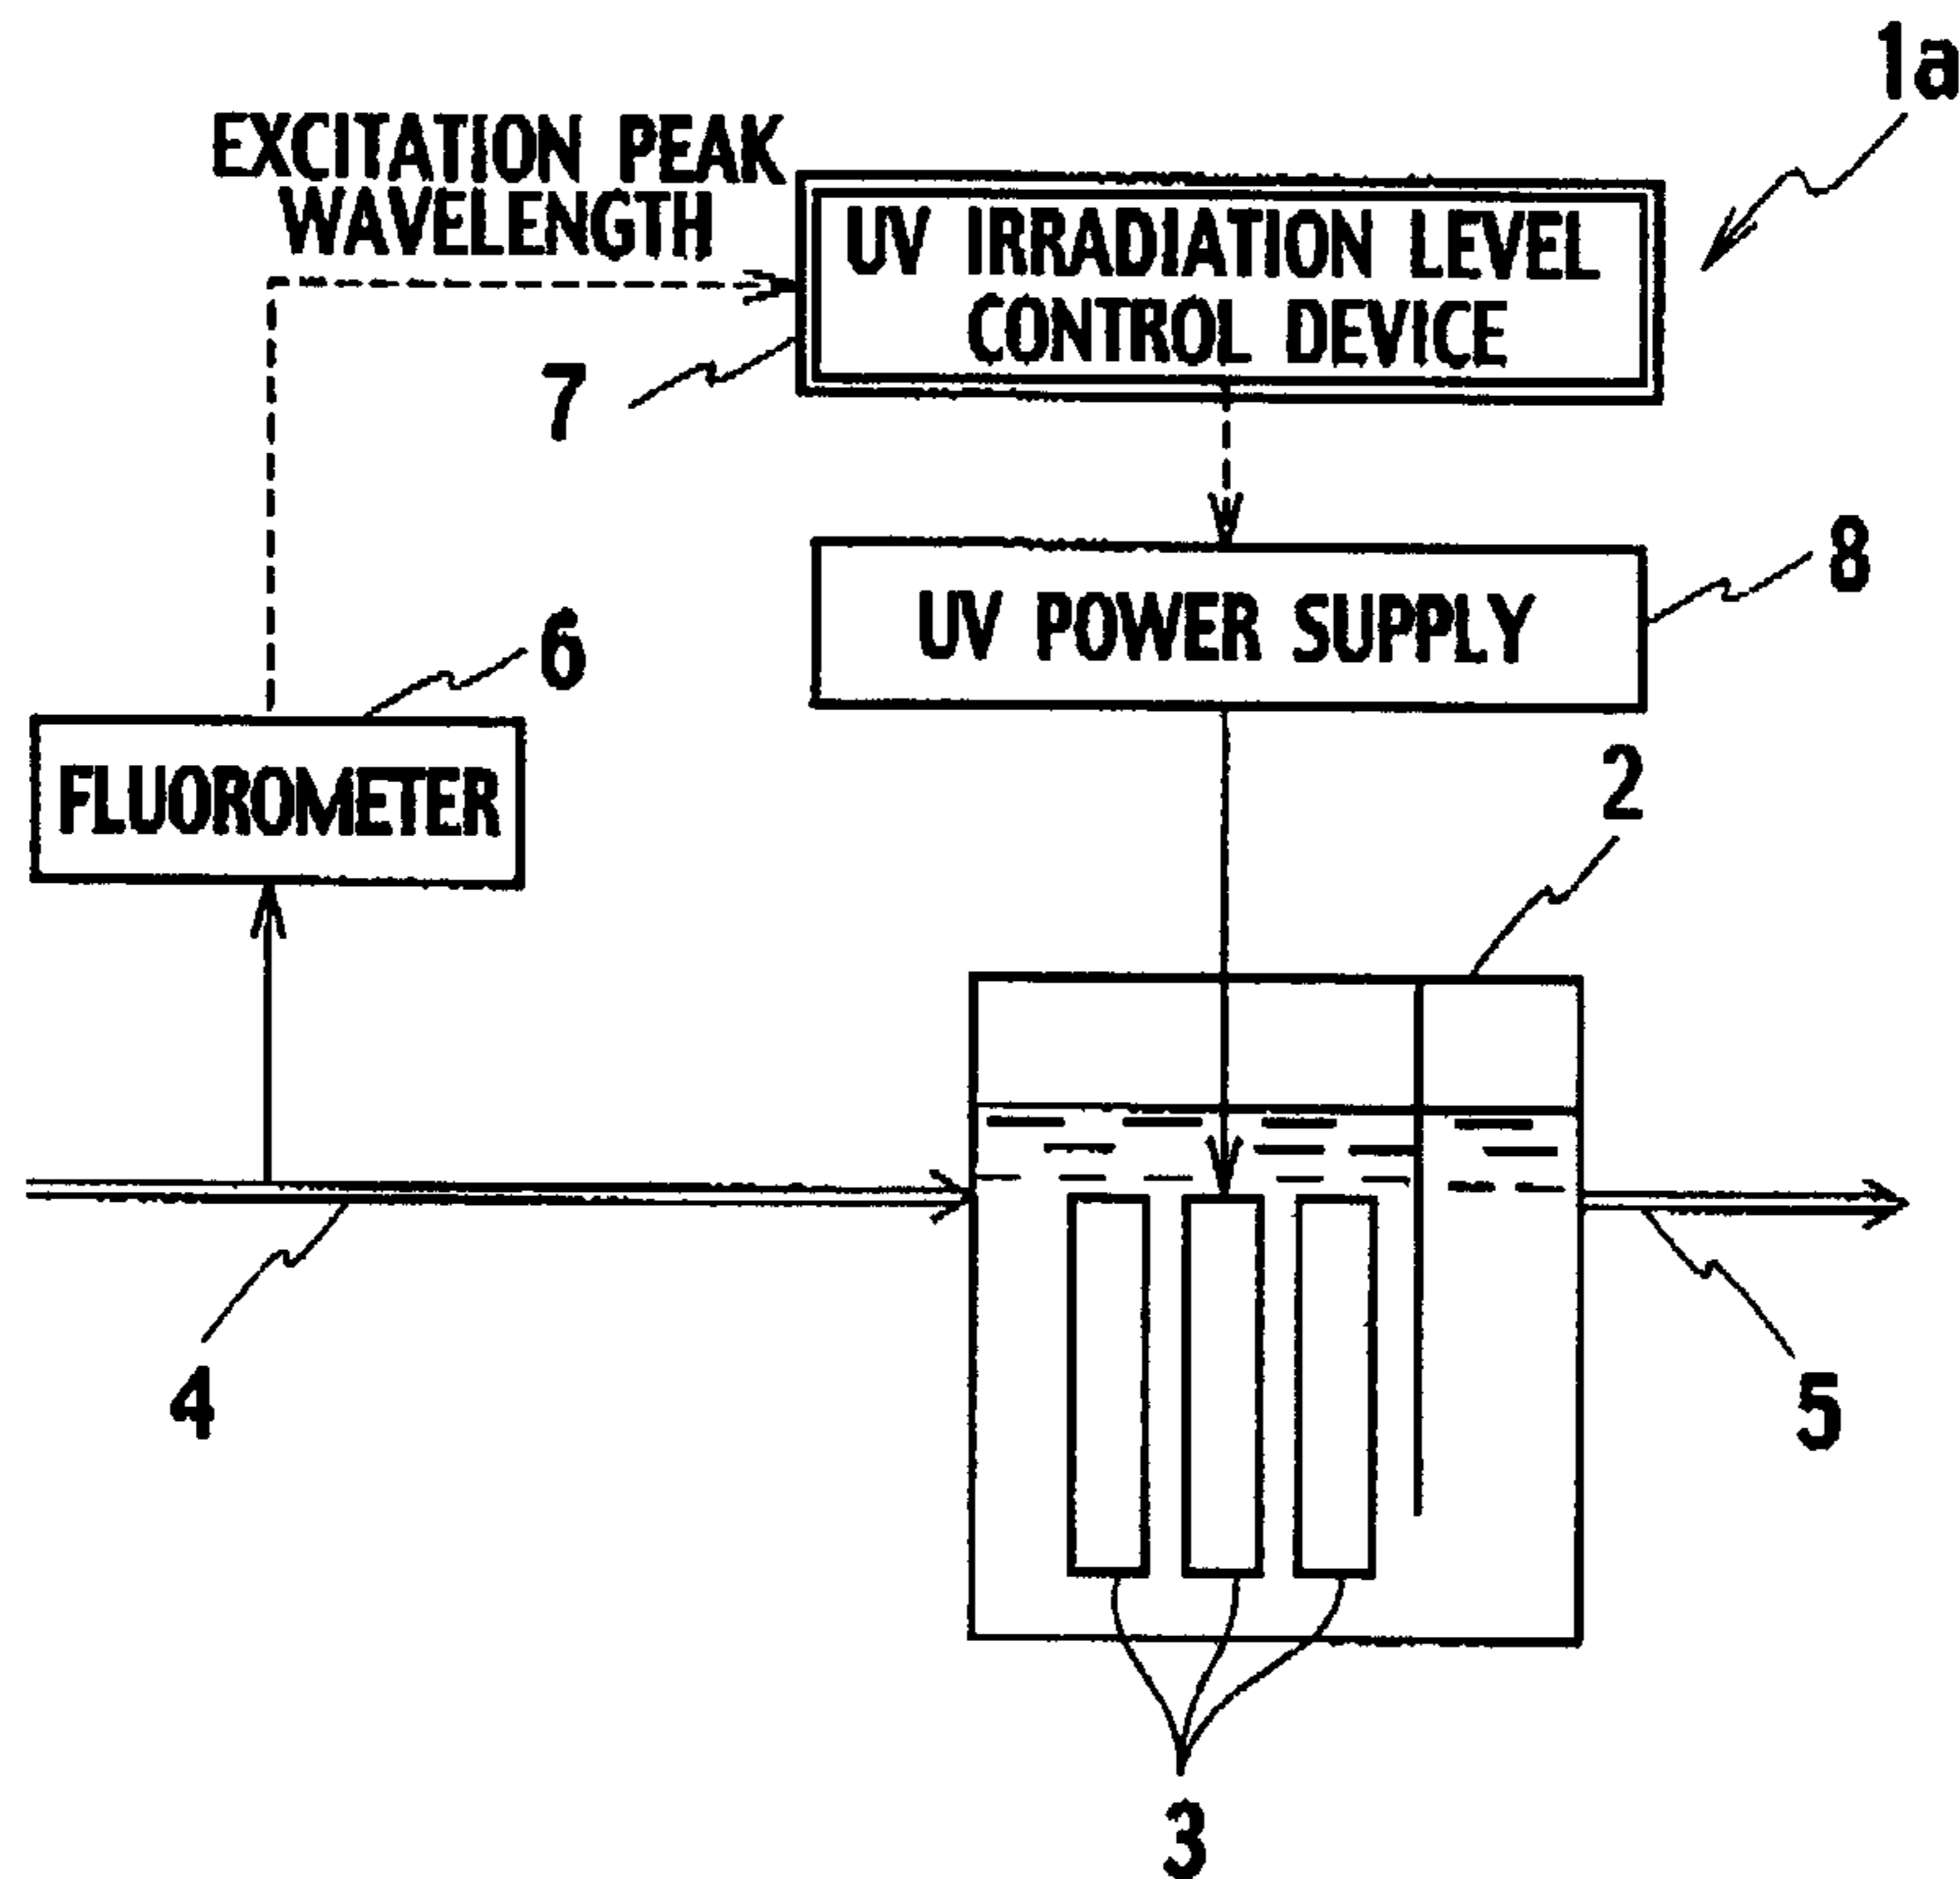 1a
EXCITATION PEAK
WAVELENGTH
UV IRRADIATION LEVEL
CONTROL DEVICE
7
8
UV POWER SUPPLY
6
FLUOROMETER
2
4
5
3